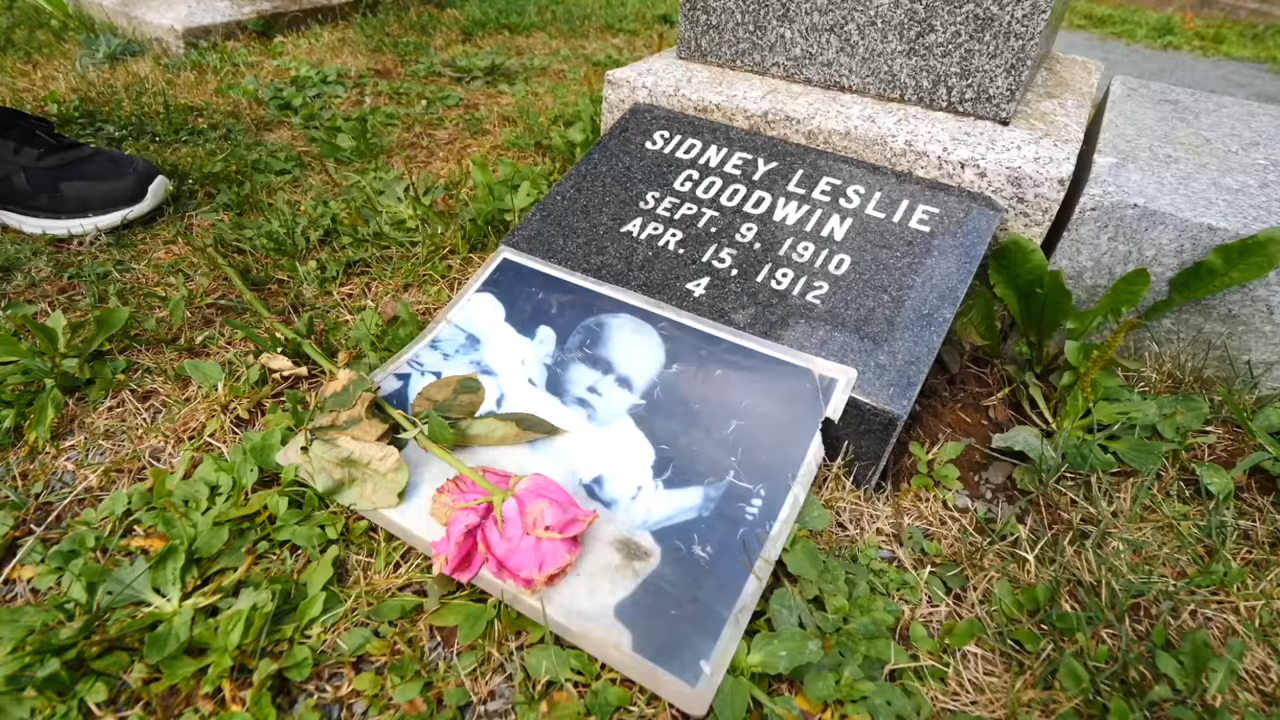 SIDNEY LESLIE
GOODWIN
SEPT. 9, 1910
APR. 15, 1912
4